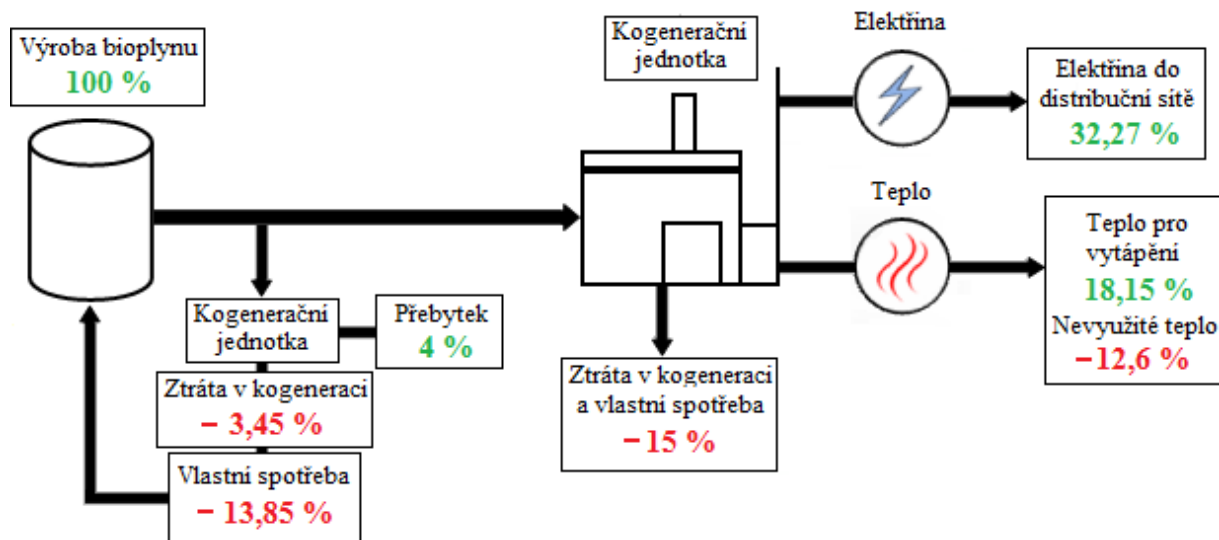 Výroba bioplynu
100 %
Kogenerační
jednotka
Elektřina
Elektřina do
distribuční sítě
32,27 %
Teplo
Teplo pro
vytápění
18,15 %
Nevyužité teplo
−12,6 %
Kogenerační
jednotka
Přebytek
4 %
Ztráta v kogeneraci
− 3,45 %
Vlastní spotřeba
− 13,85 %
Ztráta v kogeneraci
a vlastní spotřeba
−15 %